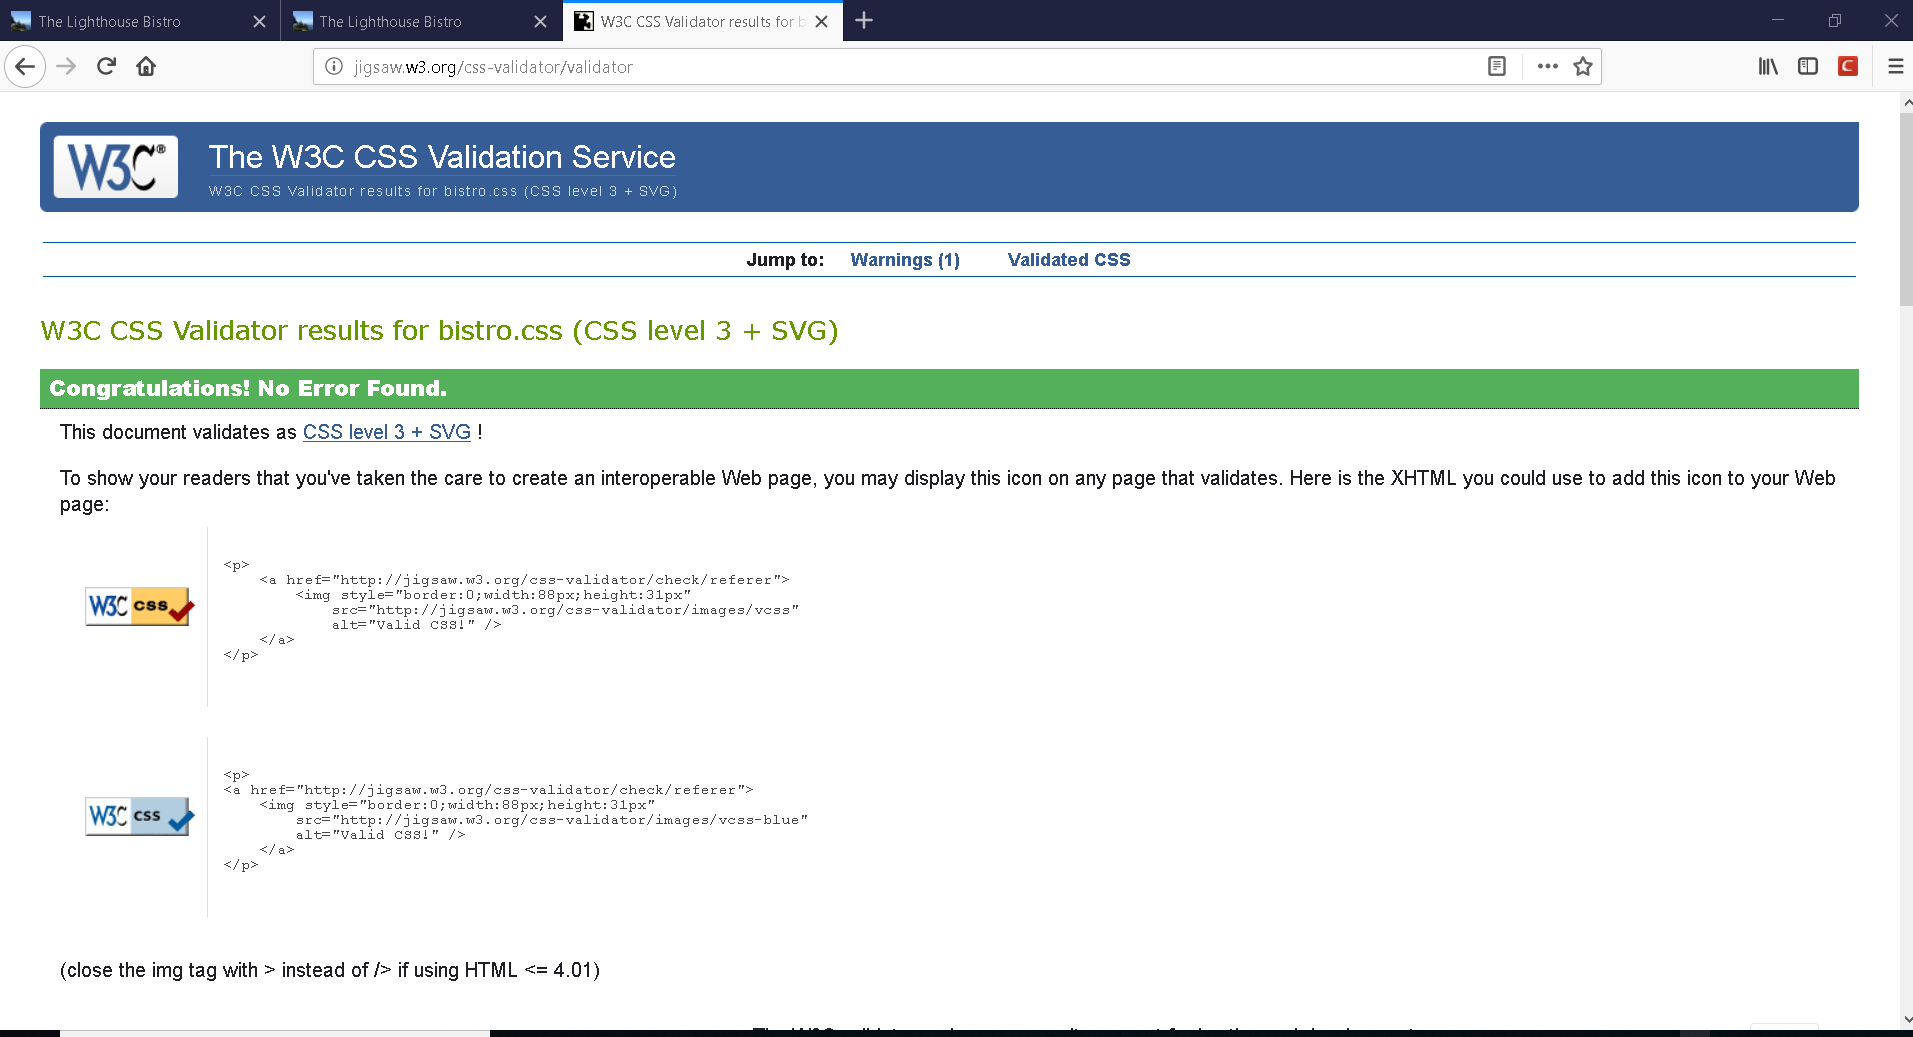 The Lighthouse Bistro
The Lighthouse Bistro
W3C CSS Validator results for b
jigsaw.w3.org/css-validator/validator
W3C®
The W3C CSS Validation Service
W3C CSS Validator results for bistro.css (CSS level 3 + SVG)
Jump to: Warnings (1) Validated CSS
W3C CSS Validator results for bistro.css (CSS level 3 + SVG)
Congratulations! No Error Found.
This document validates as CSS level 3 + SVG !
To show your readers that you've taken the care to create an interoperable Web page, you may display this icon on any page that validates. Here is the XHTML you could use to add this icon to your Web
page:
W3C css
<p>
<a href="http://jigsaw.w3.org/css-validator/check/referer">
<img style="border:0;width:88px;height:31px"
src="http://jigsaw.w3.org/css-validator/images/vcss"
alt="Valid CSS!" />
</a>
</p>
W3C css
<p>
<a href="http://jigsaw.w3.org/css-validator/check/referer">
<img style="border:0;width:88px;height:31px"
src="http://jigsaw.w3.org/css-validator/images/vcss-blue"
alt="Valid CSS!" />
</a>
</p>
(close the img tag with > instead of /> if using HTML <= 4.01)